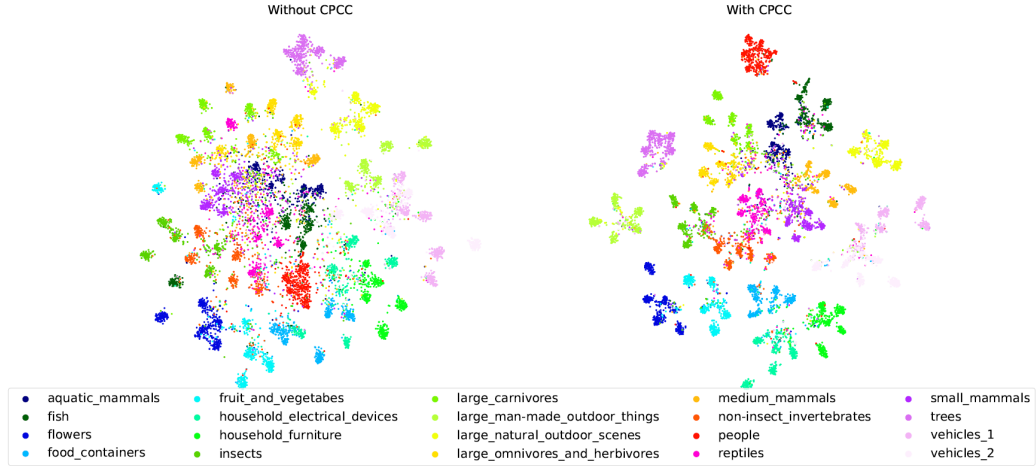 Without CPCC
With CPCC
aquatic_mammals
fish
flowers
food_containers
fruit_and_vegetabes
household_electrical_devices
household_furniture
insects
large_carnivores
large_man-made_outdoor_things
large_natural_outdoor_scenes
large_omnivores_and_herbivores
medium_mammals
non-insect_invertebrates
people
reptiles
small_mammals
trees
vehicles_1
vehicles_2